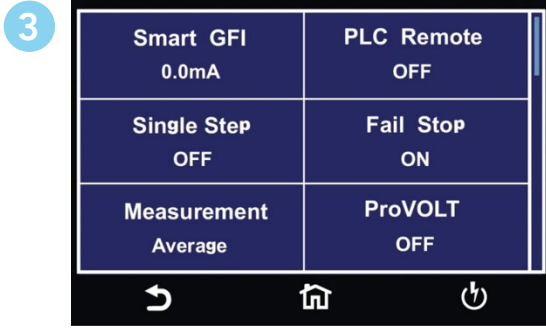 3
Smart GFI
0.0mA
PLC Remote
OFF
Single Step
OFF
Fail Stop
ON
Measurement
Average
ProVOLT
OFF